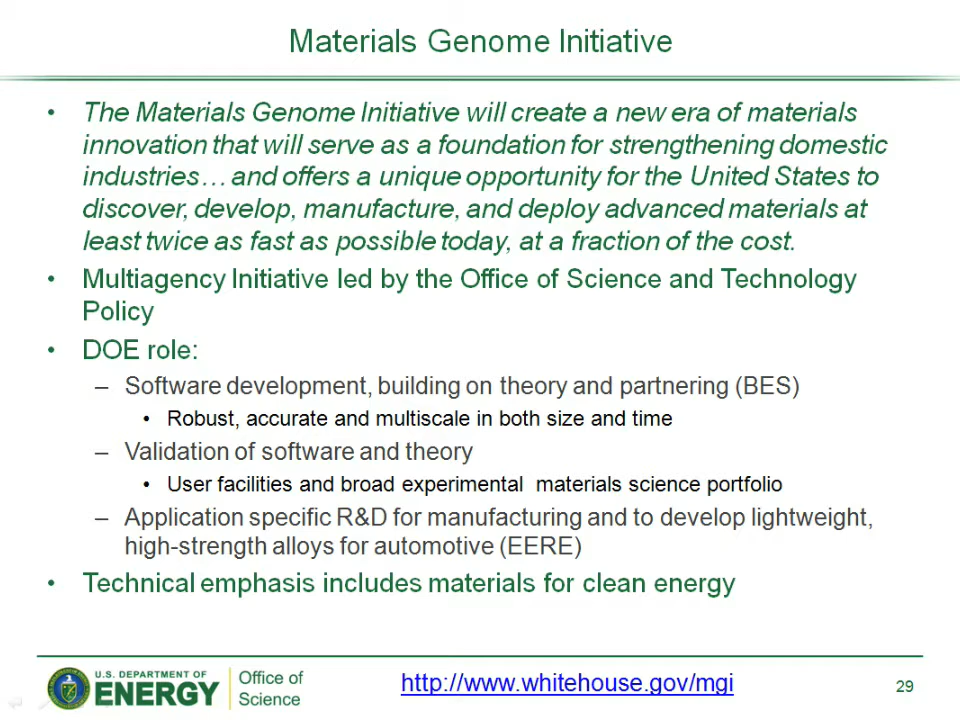 Materials Genome Initiative
• The Materials Genome Initiative will create a new era of materials
innovation that will serve as a foundation for strengthening domestic
industries… and offers a unique opportunity for the United States to
discover, develop, manufacture, and deploy advanced materials at
least twice as fast as possible today, at a fraction of the cost.
• Multiagency Initiative led by the Office of Science and Technology
Policy
• DOE role:
– Software development, building on theory and partnering (BES)
• Robust, accurate and multiscale in both size and time
– Validation of software and theory
• User facilities and broad experimental  materials science portfolio
– Application specific R&D for manufacturing and to develop lightweight,
high-strength alloys for automotive (EERE)
• Technical emphasis includes materials for clean energy
U.S. DEPARTMENT OF
ENERGY
Office of
Science
http://www.whitehouse.gov/mgi
29